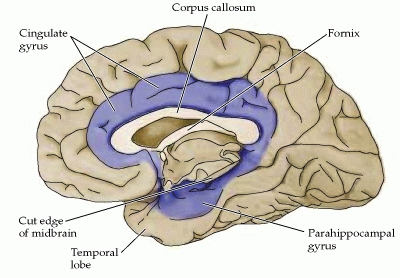 Corpus callosum
Cingulate
gyrus
Fornix
Cut edge
of midbrain
Temporal
lobe
Parahippocampal
gyrus